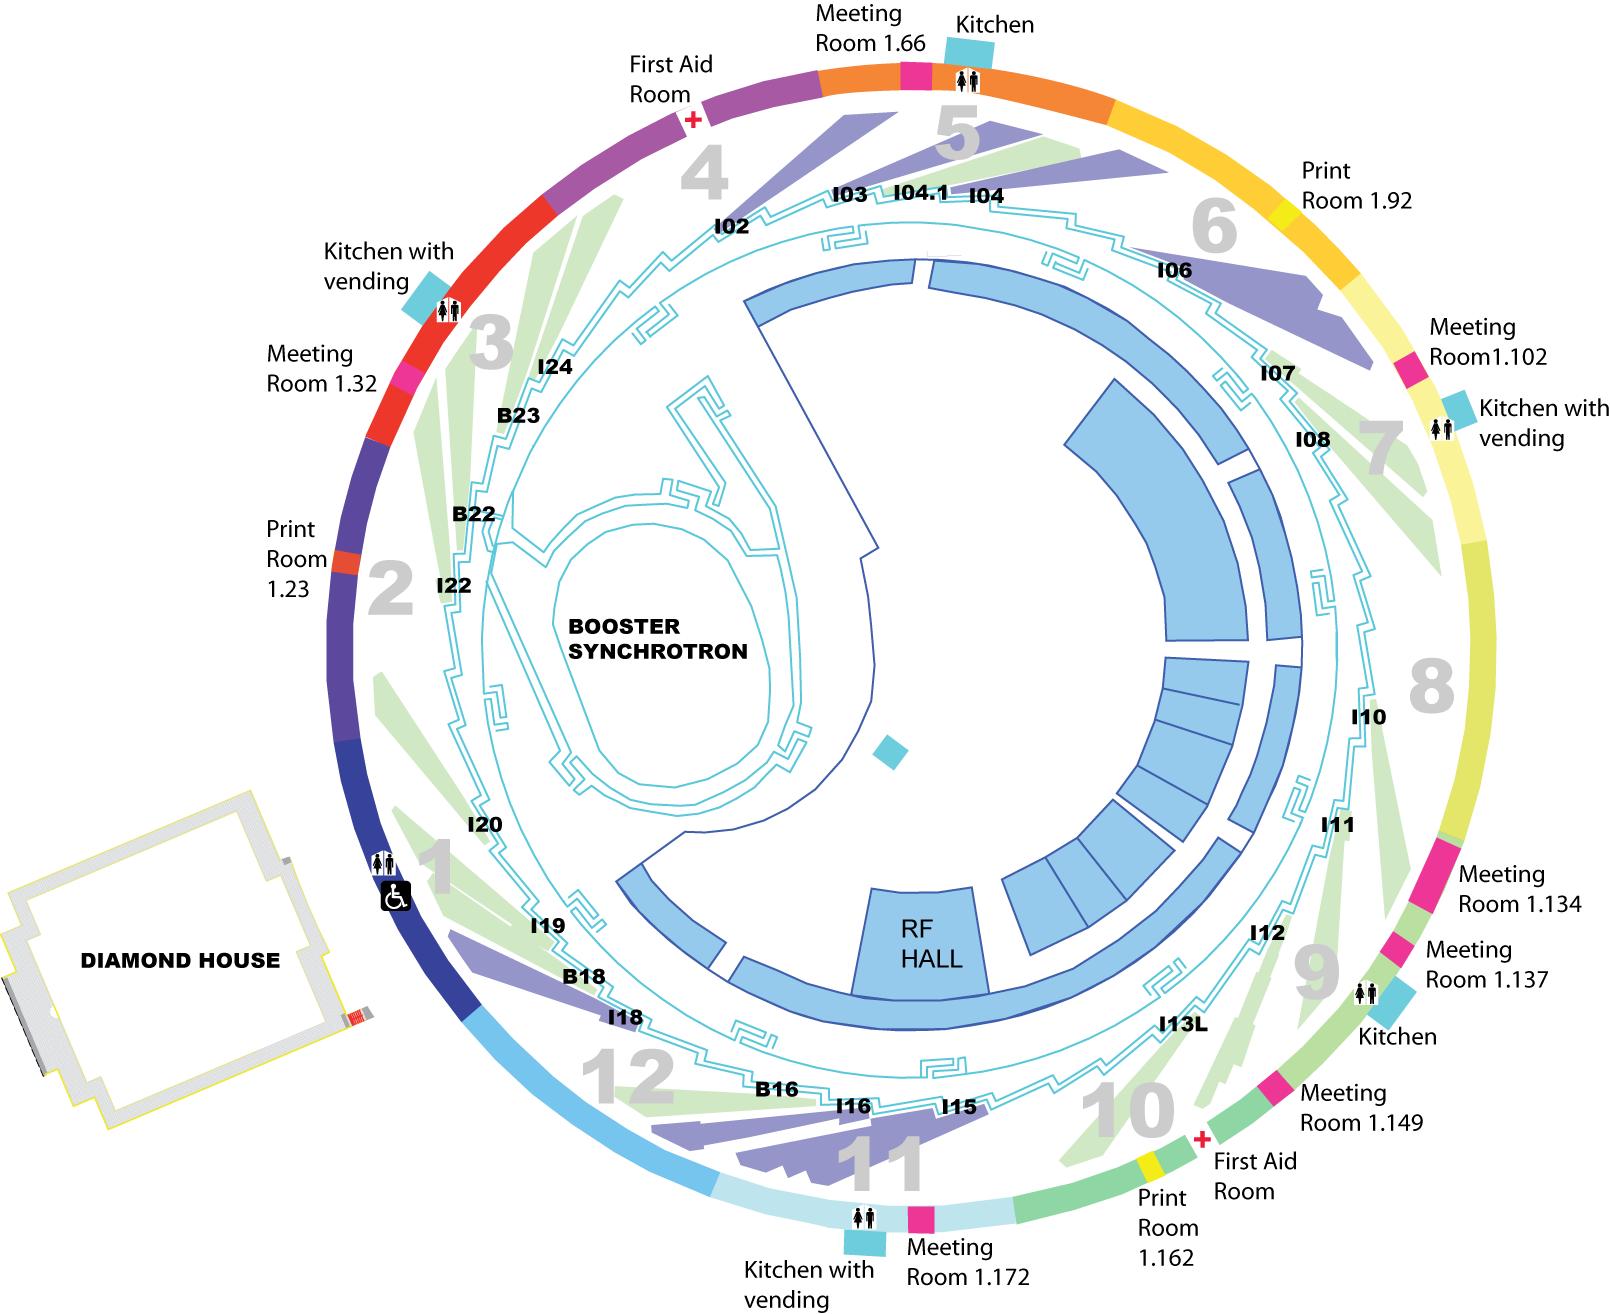 Meeting
Room 1.66
Kitchen
First Aid
Room
5
4
Print
Room 1.92
I03
I04.1
I04
I02
6
Kitchen with
vending
I06
3
Meeting
Room1.102
Meeting
Room 1.32
I24
I07
B23
Kitchen with
vending
I08
7
B22
Print
Room
1.23
2
I22
BOOSTER
SYNCHROTRON
8
I10
I20
I11
1
Meeting
Room 1.134
I19
RF
HALL
I12
DIAMOND HOUSE
B18
9
Meeting
Room 1.137
I18
I13L
Kitchen
12
B16
I16
I15
10
Meeting
Room 1.149
11
First Aid
Room
Print
Room
1.162
Meeting
Room 1.172
Kitchen with
vending